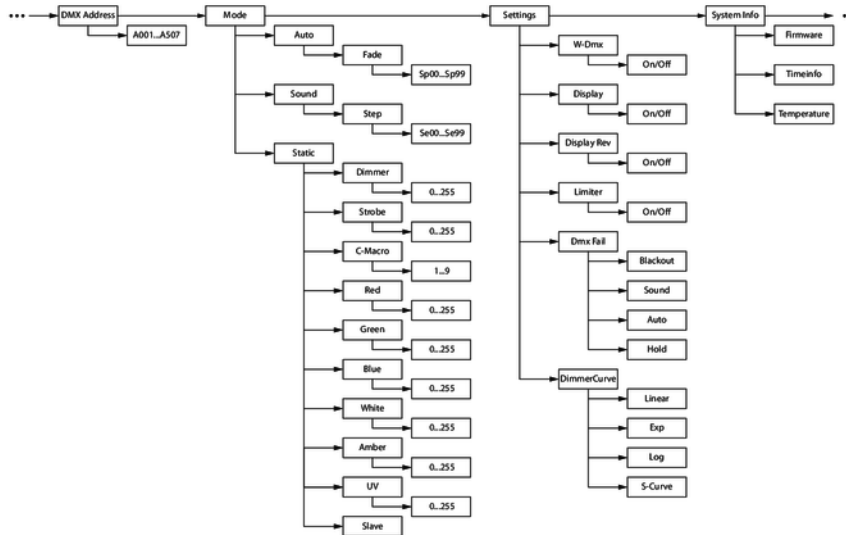 DMX Address
A001...A507
Mode
Auto
Fade
Sp00...Sp99
Sound
Step
Se00...Se99
Static
Dimmer
0...255
Strobe
0...255
C-Macro
1...9
Red
0...255
Green
0...255
Blue
0...255
White
0...255
Amber
0...255
UV
0...255
Slave
Settings
W-Dmx
On/Off
Display
On/Off
Display Rev
On/Off
Limiter
On/Off
Dmx Fail
Blackout
Sound
Auto
Hold
DimmerCurve
Linear
Exp
Log
S-Curve
System Info
Firmware
Timeinfo
Temperature